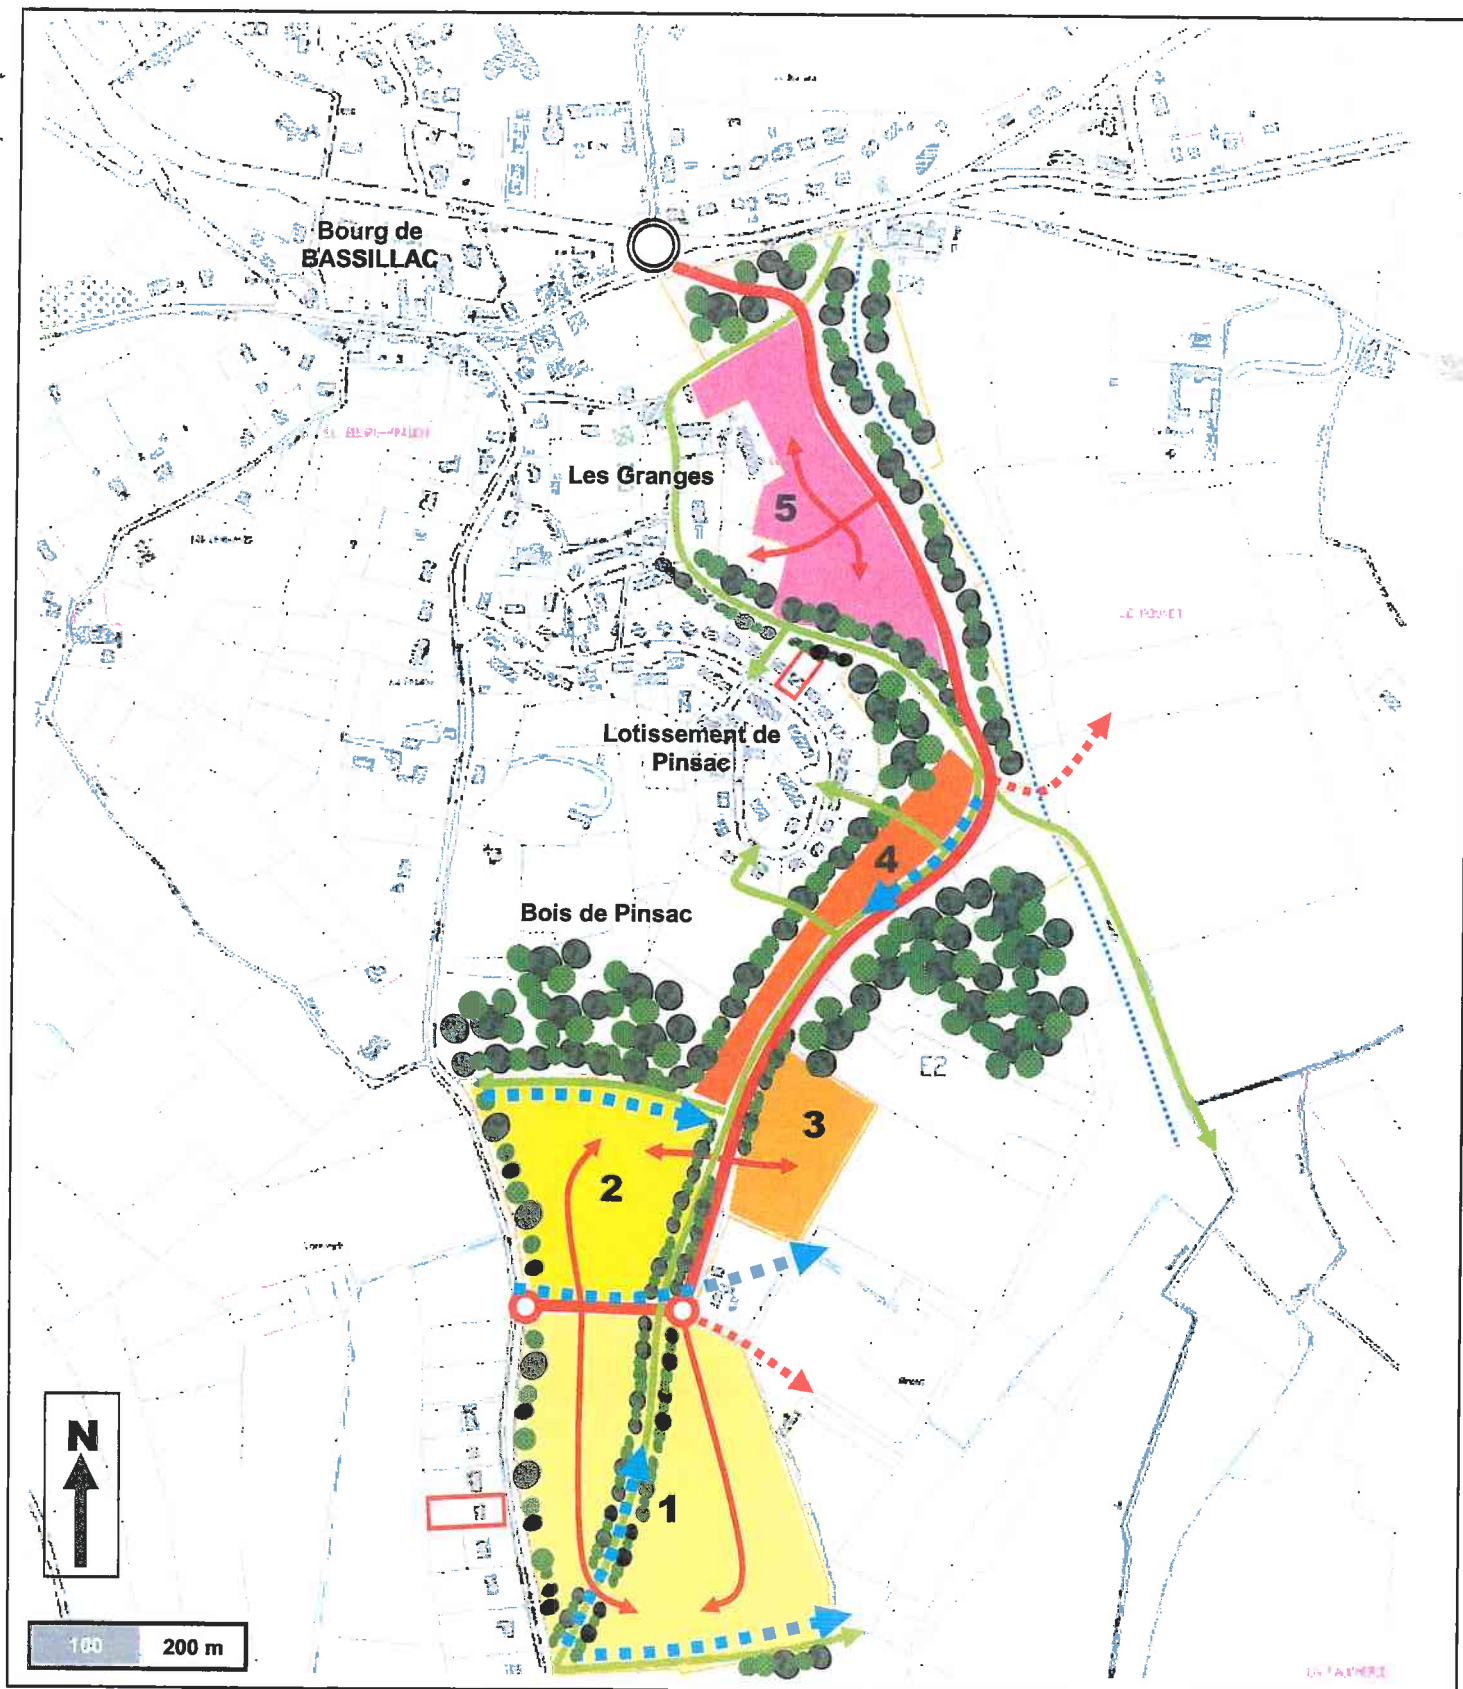 Bourg de
BASSILLAC
Les Granges
5
Lotissement de
Pinsac
4
Bois de Pinsac
E2
3
2
1
N
100
200 m